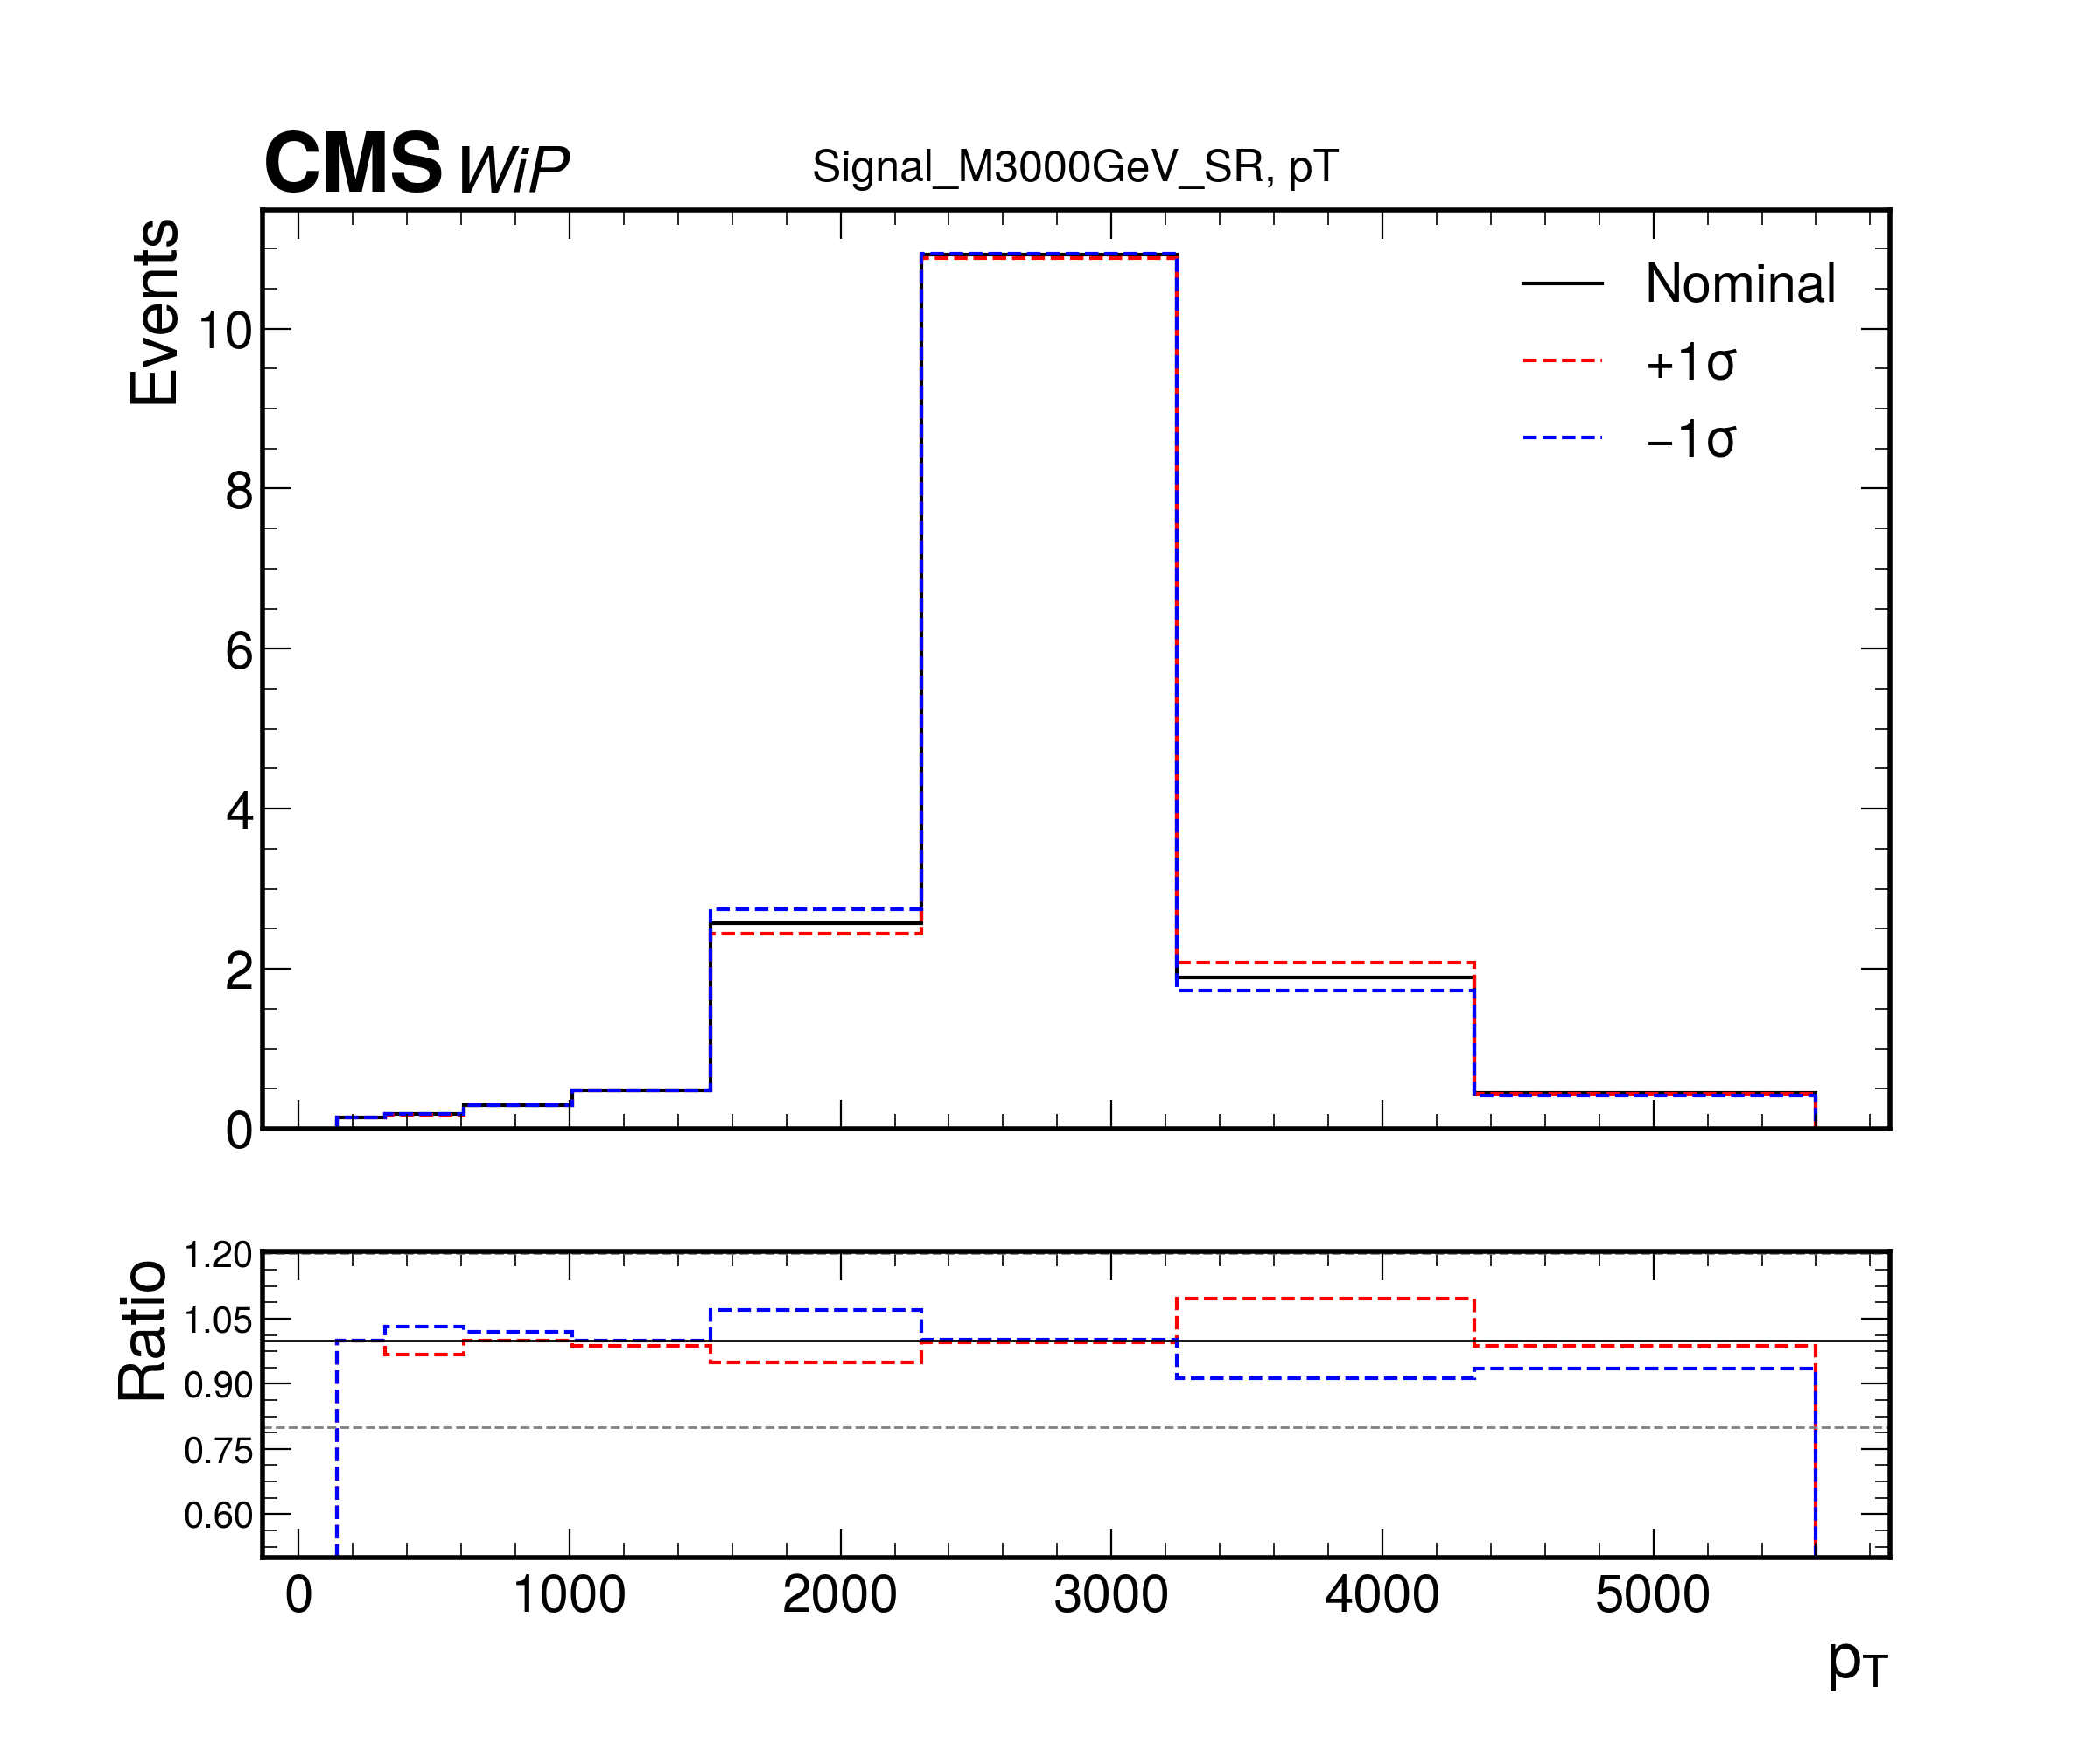 CMS WiP
Signal_M3000GeV_SR, pT
Events
10
8
6
4
2
0
Nominal
+1σ
−1σ
Ratio
1.20
1.05
0.90
0.75
0.60
0 1000 2000 3000 4000 5000
pT